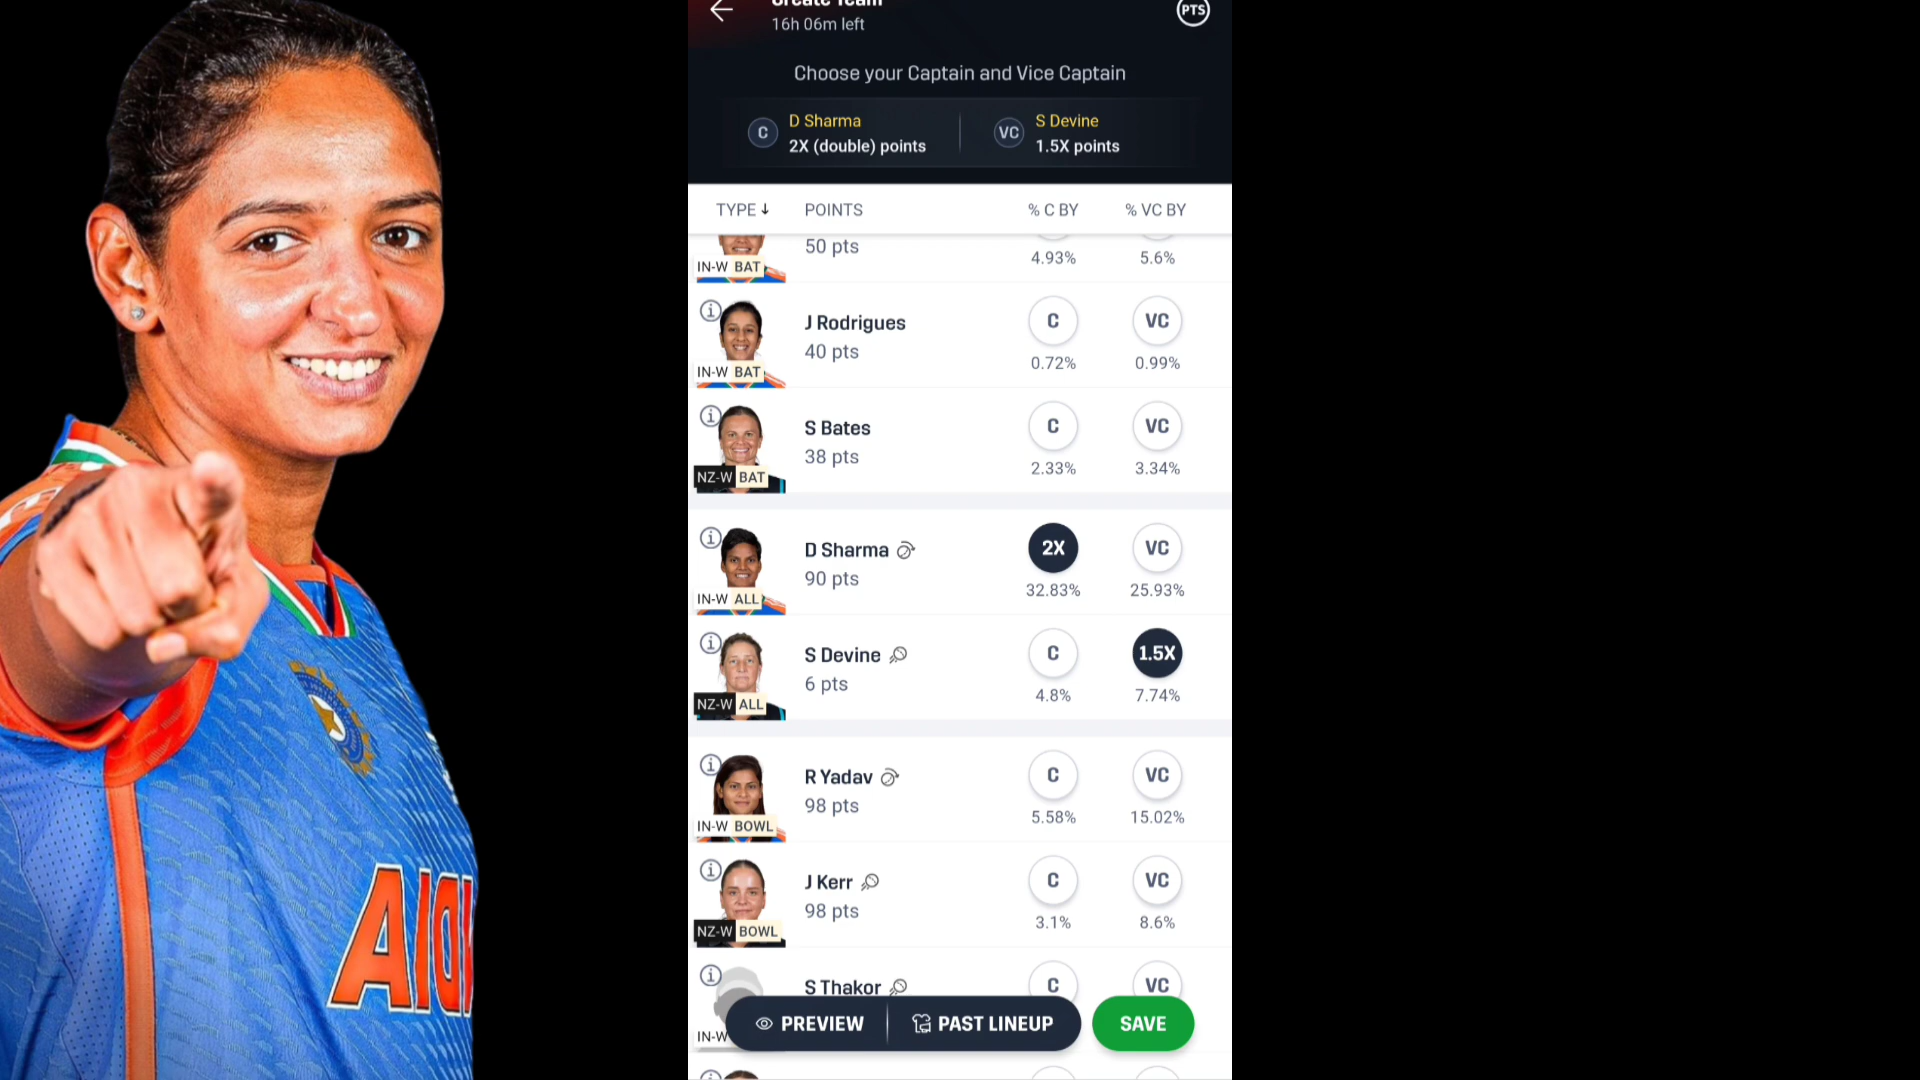 Create Team
16h 06m left
PTS
Choose your Captain and Vice Captain
C
D Sharma
2X (double) points
VC
S Devine
1.5X points
TYPE ↓
POINTS
% C BY
% VC BY
50 pts
4.93%
5.6%
IN-W BAT
J Rodrigues
40 pts
C
VC
0.72%
0.99%
IN-W BAT
S Bates
38 pts
C
VC
2.33%
3.34%
NZ-W BAT
D Sharma
90 pts
2X
VC
32.83%
25.93%
IN-W ALL
S Devine
6 pts
C
1.5X
4.8%
7.74%
NZ-W ALL
R Yadav
98 pts
C
VC
5.58%
15.02%
IN-W BOWL
J Kerr
98 pts
C
VC
3.1%
8.6%
NZ-W BOWL
S Thakor
C
VC
IN-W
PREVIEW
PAST LINEUP
SAVE